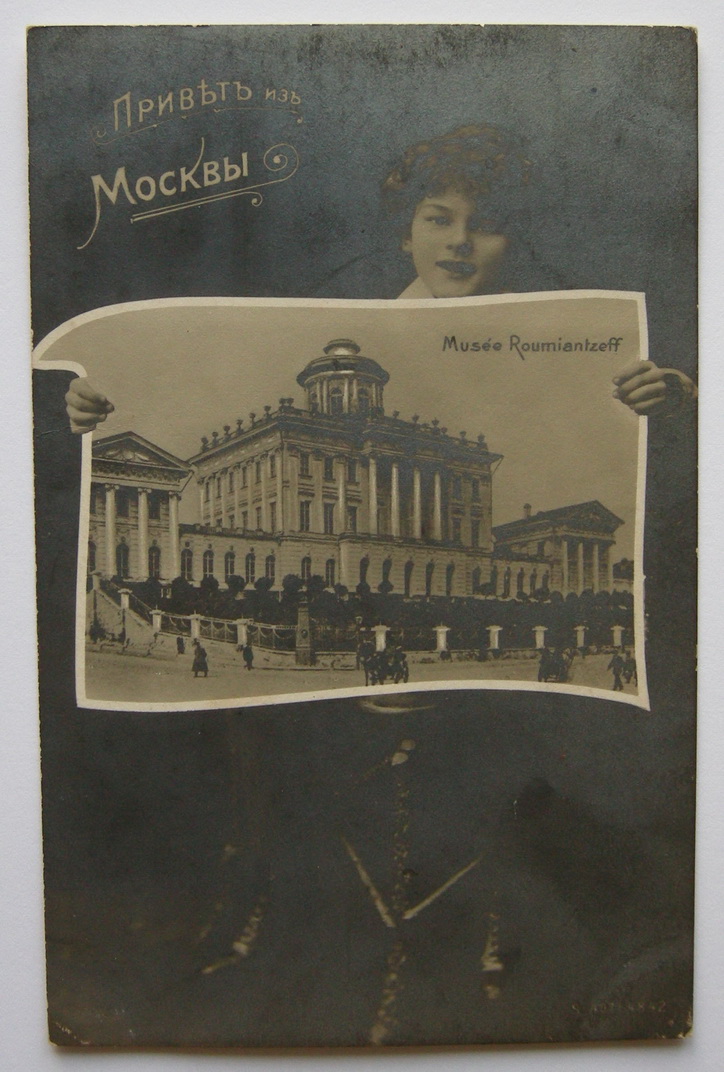 Привѣтъ изъ
Москвы
Musée Roumiantzeff